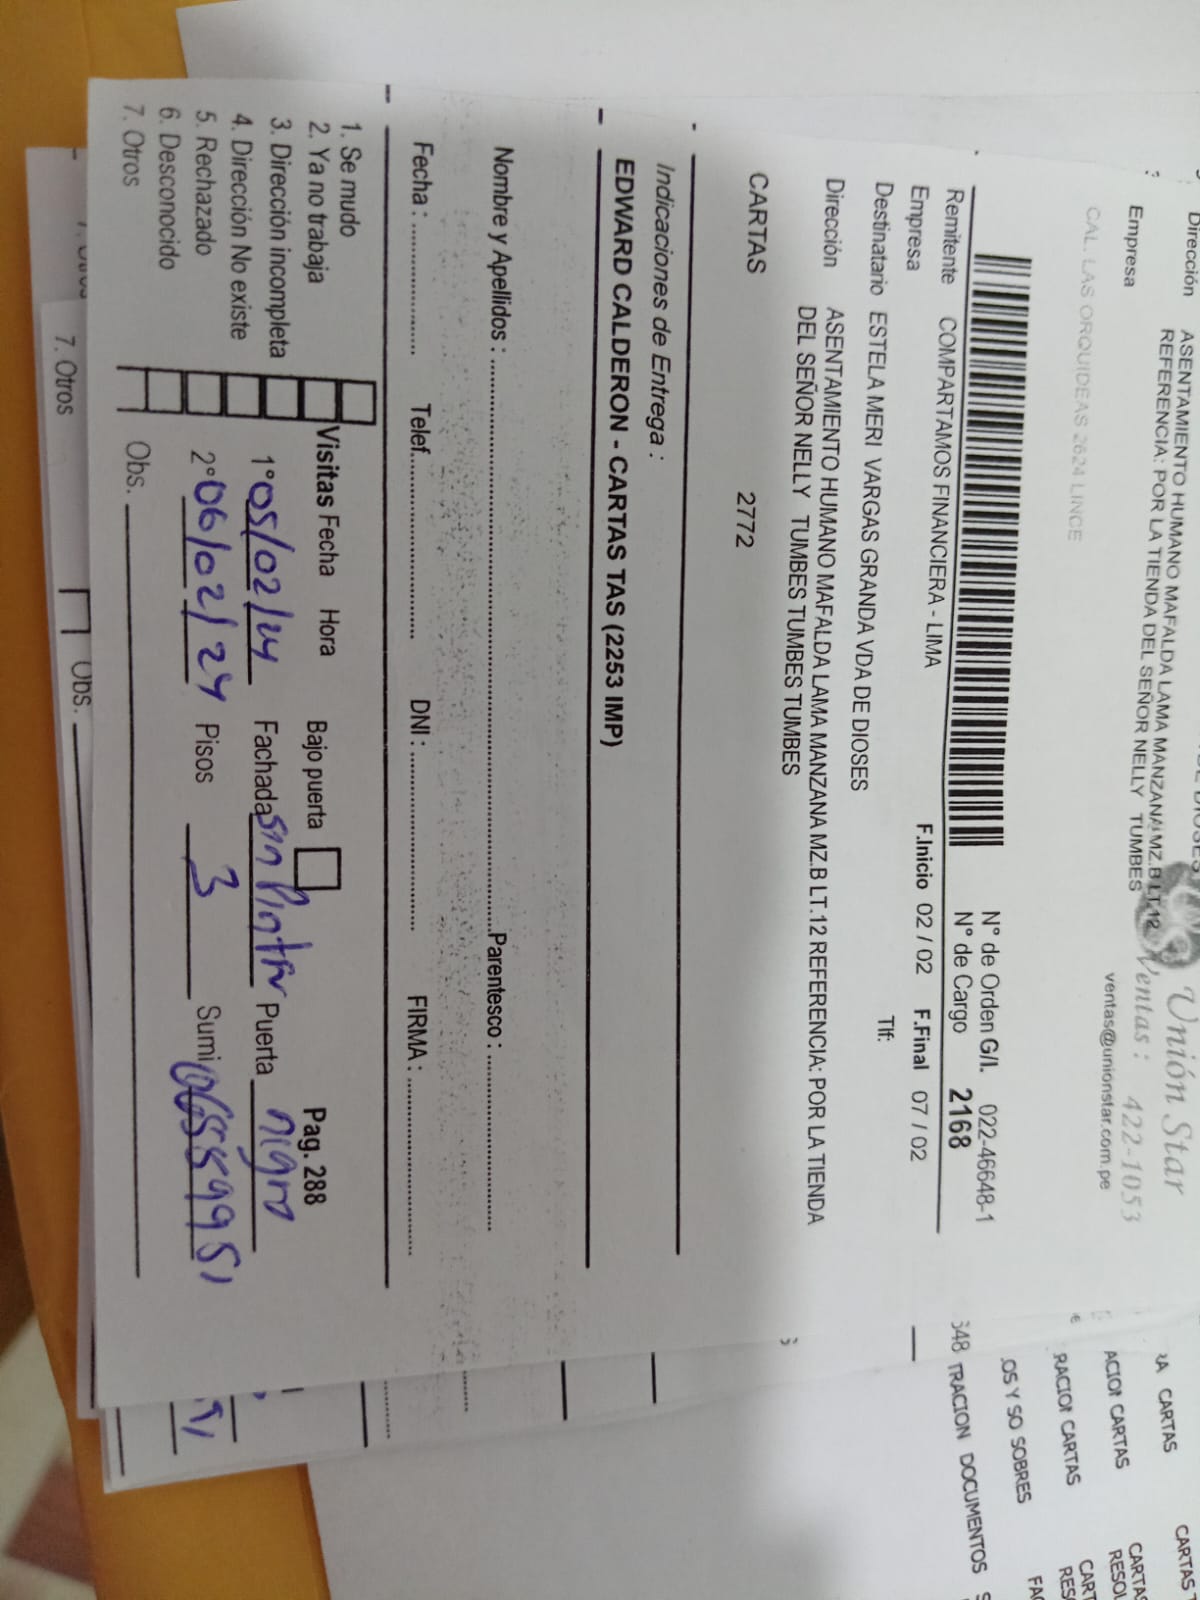 Unión Star
Ventas : 422-1053
ventas@unionstar.com.pe
Dirección ASENTAMIENTO HUMANO MAFALDA LAMA MANZANA MZ.B LT.12
REFERENCIA: POR LA TIENDA DEL SEÑOR NELLY TUMBES
Empresa
CAL. LAS ORQUIDEAS 2624 LINCE
N° de Orden G/I. 022-46648-1
N° de Cargo 2168
Remitente COMPARTAMOS FINANCIERA - LIMA
Empresa F.Inicio 02 / 02 F.Final 07 / 02
Destinatario ESTELA MERI VARGAS GRANDA VDA DE DIOSES Tlf:
Dirección ASENTAMIENTO HUMANO MAFALDA LAMA MANZANA MZ.B LT.12 REFERENCIA: POR LA TIENDA
DEL SEÑOR NELLY TUMBES TUMBES TUMBES
CARTAS 2772
Indicaciones de Entrega :
EDWARD CALDERON - CARTAS TAS (2253 IMP)
Nombre y Apellidos : Parentesco :
Fecha : Telef. DNI : FIRMA :
1. Se mudo
2. Ya no trabaja Visitas Fecha Hora Bajo puerta Pag. 288
3. Dirección incompleta
4. Dirección No existe 1° 05/02/24 Fachada sin Pintar Puerta nigro
5. Rechazado 2° 06/02/24 Pisos 3 Sumi
6. Desconocido
7. Otros Obs.
7. Otros Obs.
CARTAS
CARTAS
CARTAS
SOBRES
DOCUMENTOS
CARTAS